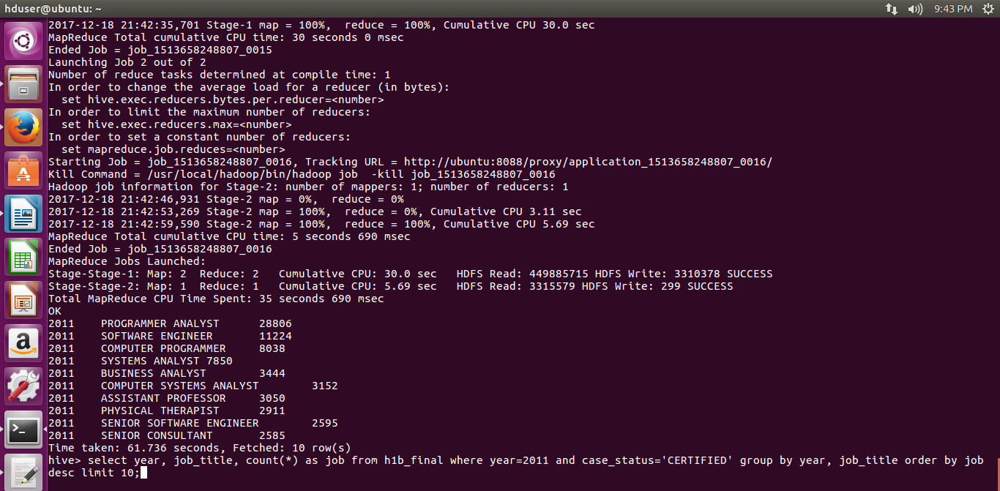 hduser@ubuntu: ~
9:43 PM
2017-12-18 21:42:35,701 Stage-1 map = 100%,  reduce = 100%, Cumulative CPU 30.0 sec
MapReduce Total cumulative CPU time: 30 seconds 0 msec
Ended Job = job_1513658248807_0015
Launching Job 2 out of 2
Number of reduce tasks determined at compile time: 1
In order to change the average load for a reducer (in bytes):
  set hive.exec.reducers.bytes.per.reducer=<number>
In order to limit the maximum number of reducers:
  set hive.exec.reducers.max=<number>
In order to set a constant number of reducers:
  set mapreduce.job.reduces=<number>
Starting Job = job_1513658248807_0016, Tracking URL = http://ubuntu:8088/proxy/application_1513658248807_0016/
Kill Command = /usr/local/hadoop/bin/hadoop job  -kill job_1513658248807_0016
Hadoop job information for Stage-2: number of mappers: 1; number of reducers: 1
2017-12-18 21:42:46,931 Stage-2 map = 0%,  reduce = 0%
2017-12-18 21:42:53,269 Stage-2 map = 100%,  reduce = 0%, Cumulative CPU 3.11 sec
2017-12-18 21:42:59,590 Stage-2 map = 100%,  reduce = 100%, Cumulative CPU 5.69 sec
MapReduce Total cumulative CPU time: 5 seconds 690 msec
Ended Job = job_1513658248807_0016
MapReduce Jobs Launched:
Stage-Stage-1: Map: 2  Reduce: 2   Cumulative CPU: 30.0 sec   HDFS Read: 449885715 HDFS Write: 3310378 SUCCESS
Stage-Stage-2: Map: 1  Reduce: 1   Cumulative CPU: 5.69 sec   HDFS Read: 3315579 HDFS Write: 299 SUCCESS
Total MapReduce CPU Time Spent: 35 seconds 690 msec
OK
2011    PROGRAMMER ANALYST      28806
2011    SOFTWARE ENGINEER       11224
2011    COMPUTER PROGRAMMER     8038
2011    SYSTEMS ANALYST 7850
2011    BUSINESS ANALYST        3444
2011    COMPUTER SYSTEMS ANALYST        3152
2011    ASSISTANT PROFESSOR     3050
2011    PHYSICAL THERAPIST      2911
2011    SENIOR SOFTWARE ENGINEER        2595
2011    SENIOR CONSULTANT       2585
Time taken: 61.736 seconds, Fetched: 10 row(s)
hive> select year, job_title, count(*) as job from h1b_final where year=2011 and case_status='CERTIFIED' group by year, job_title order by job
desc limit 10;